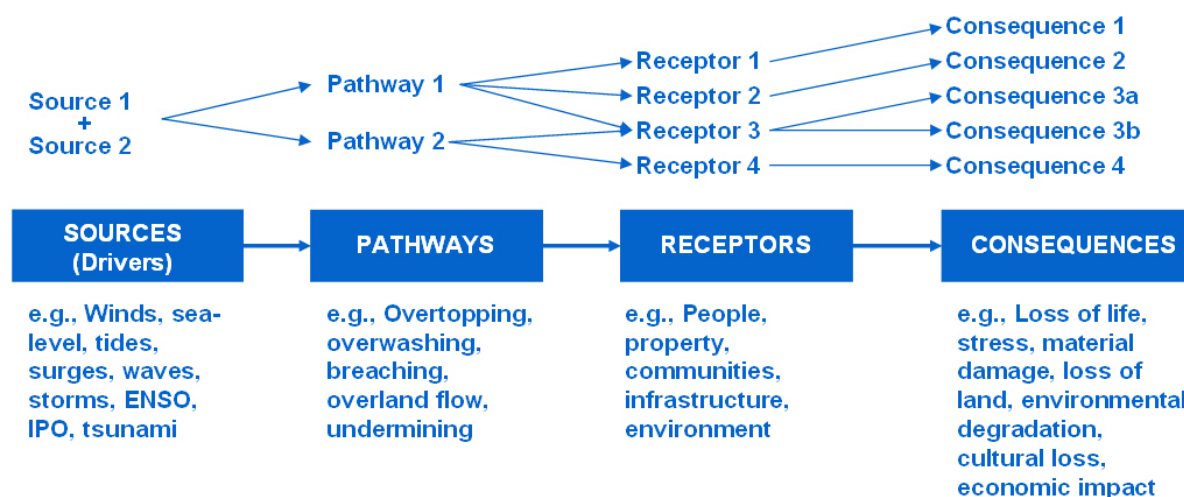 Source 1
+
Source 2
Pathway 1
Pathway 2
Receptor 1
Receptor 2
Receptor 3
Receptor 4
Consequence 1
Consequence 2
Consequence 3a
Consequence 3b
Consequence 4
SOURCES
(Drivers)
PATHWAYS
RECEPTORS
CONSEQUENCES
e.g., Winds, sea-
level, tides,
surges, waves,
storms, ENSO,
IPO, tsunami
e.g., Overtopping,
overwashing,
breaching,
overland flow,
undermining
e.g., People,
property,
communities,
infrastructure,
environment
e.g., Loss of life,
stress, material
damage, loss of
land, environmental
degradation,
cultural loss,
economic impact